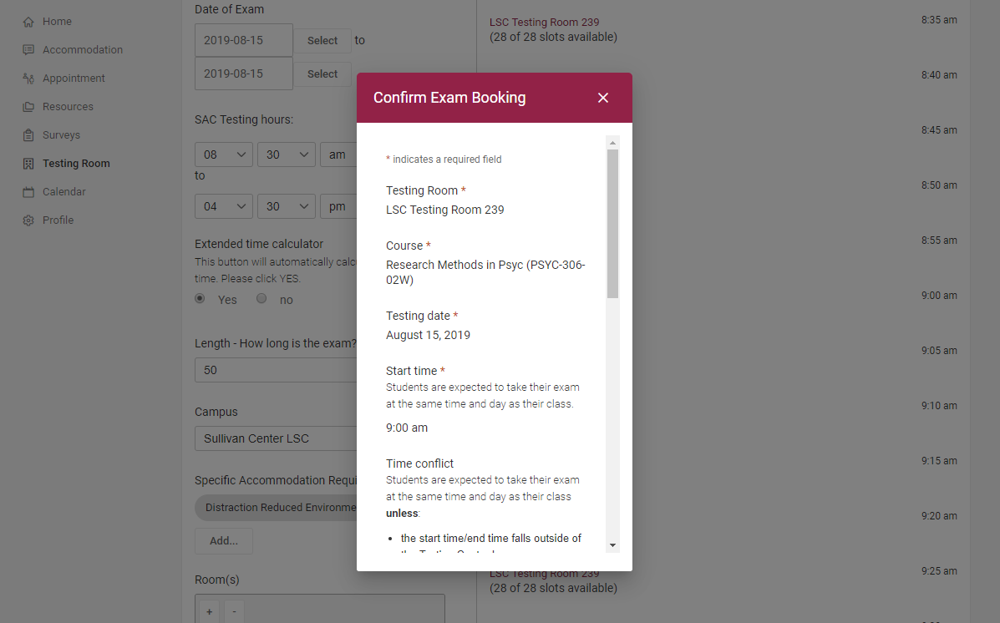 Home
Accommodation
Appointment
Resources
Surveys
Testing Room
Calendar
Profile
Date of Exam
2019-08-15 Select to
2019-08-15 Select
SAC Testing hours:
08 30 am
to
04 30 pm
Extended time calculator
This button will automatically calc
time. Please click YES.
Yes no
Length - How long is the exam?
50
Campus
Sullivan Center LSC
Specific Accommodation Requi
Distraction Reduced Environme
Add...
Room(s)
+ -
Confirm Exam Booking
* indicates a required field
Testing Room *
LSC Testing Room 239
Course *
Research Methods in Psyc (PSYC-306-
02W)
Testing date *
August 15, 2019
Start time *
Students are expected to take their exam
at the same time and day as their class.
9:00 am
Time conflict
Students are expected to take their exam
at the same time and day as their class
unless:
• the start time/end time falls outside of
LSC Testing Room 239
(28 of 28 slots available)
8:35 am
8:40 am
8:45 am
8:50 am
8:55 am
9:00 am
9:05 am
9:10 am
9:15 am
9:20 am
LSC Testing Room 239
(28 of 28 slots available)
9:25 am